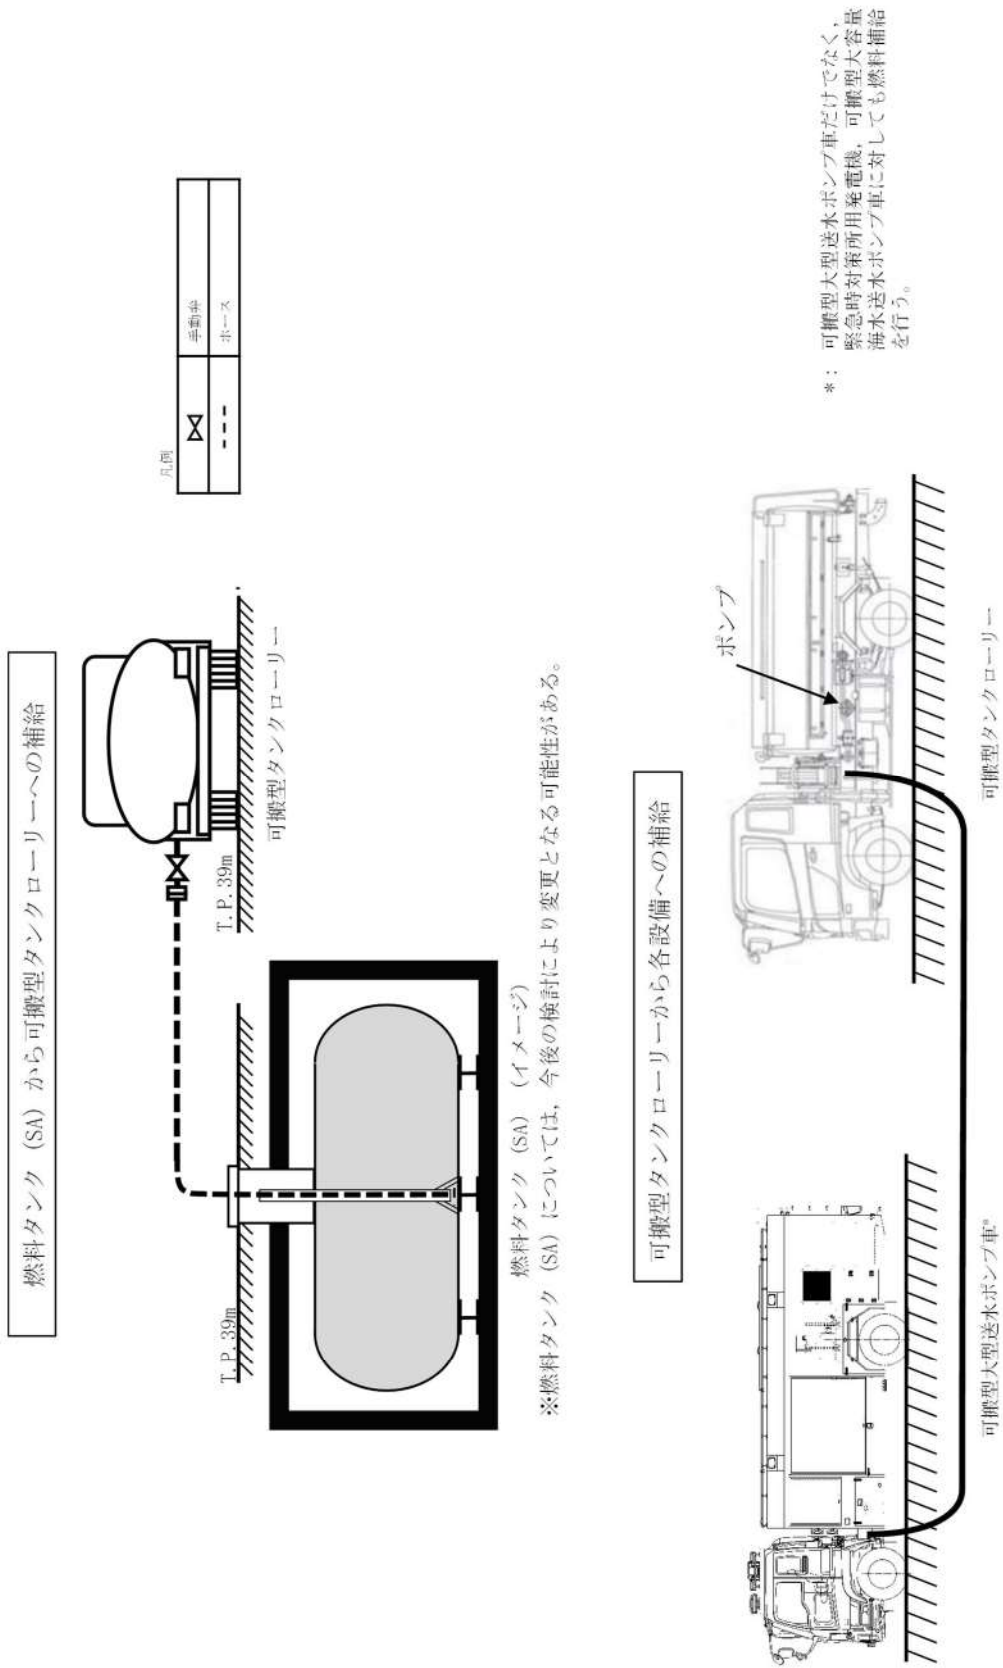 燃料タンク（SA）から可搬型タンクローリーへの補給
凡例
手動弁
ホース
T.P.39m
T.P.39m
可搬型タンクローリー
燃料タンク（SA）（イメージ）
※燃料タンク（SA）については，今後の検討により変更となる可能性がある。
可搬型タンクローリーから各設備への補給
ポンプ
可搬型大型送水ポンプ車*
可搬型タンクローリー
*：可搬型大型送水ポンプ車だけでなく，
緊急時対策所用発電機，可搬型大容量
海水送水ポンプ車に対しても燃料補給
を行う。